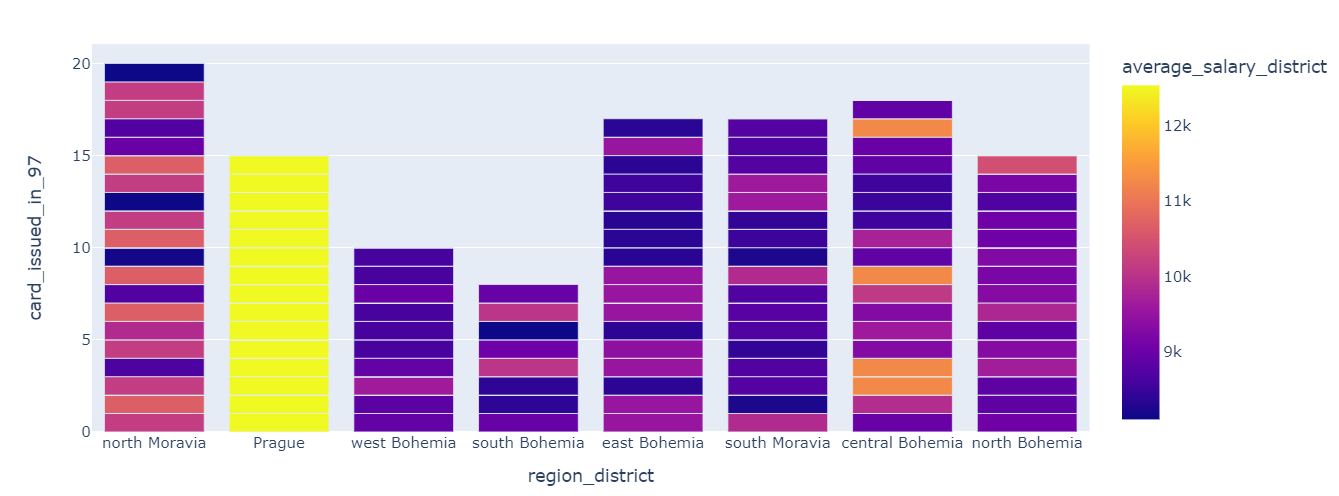 average_salary_district
12k
11k
10k
9k
card_issued_in_97
20
15
10
5
0
north Moravia
Prague
west Bohemia
south Bohemia
east Bohemia
south Moravia
central Bohemia
north Bohemia
region_district